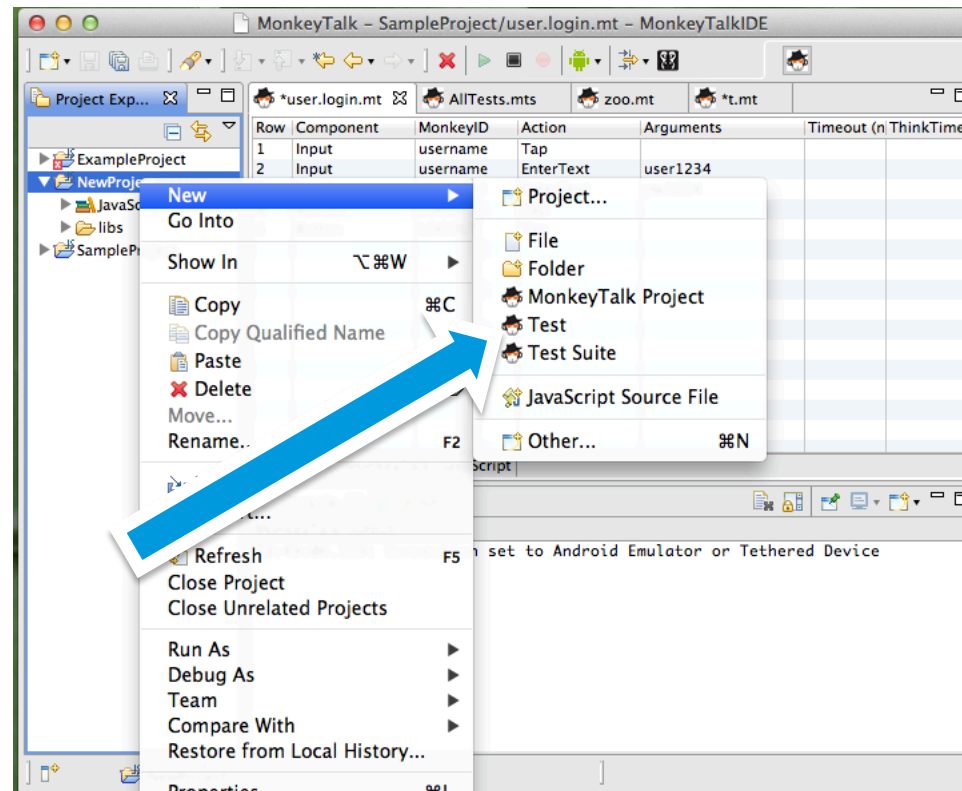 MonkeyTalk – SampleProject/user.login.mt – MonkeyTalkIDE
Project Exp...
*user.login.mt
AllTests.mts
zoo.mt
*t.mt
Row Component MonkeyID Action Arguments Timeout (n ThinkTime
1 Input username Tap
2 Input username EnterText user1234
ExampleProject
NewProje
JavaSc
libs
SamplePr
New
Go Into
Show In ⌥⌘W
Copy ⌘C
Copy Qualified Name
Paste
Delete
Move...
Rename.. F2
Refresh F5
Close Project
Close Unrelated Projects
Run As
Debug As
Team
Compare With
Restore from Local History...
Properties ⌘I
Project...
File
Folder
MonkeyTalk Project
Test
Test Suite
JavaScript Source File
Other... ⌘N
Script
set to Android Emulator or Tethered Device